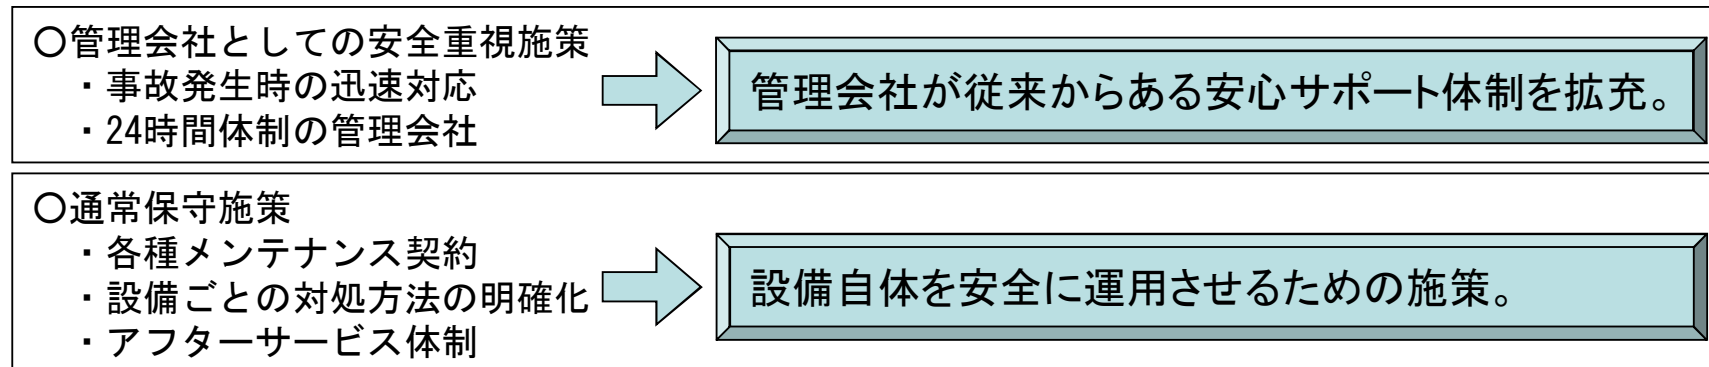 〇管理会社としての安全重視施策
・事故発生時の迅速対応
・24時間体制の管理会社
管理会社が従来からある安心サポート体制を拡充。
〇通常保守施策
・各種メンテナンス契約
・設備ごとの対処方法の明確化
・アフターサービス体制
設備自体を安全に運用させるための施策。